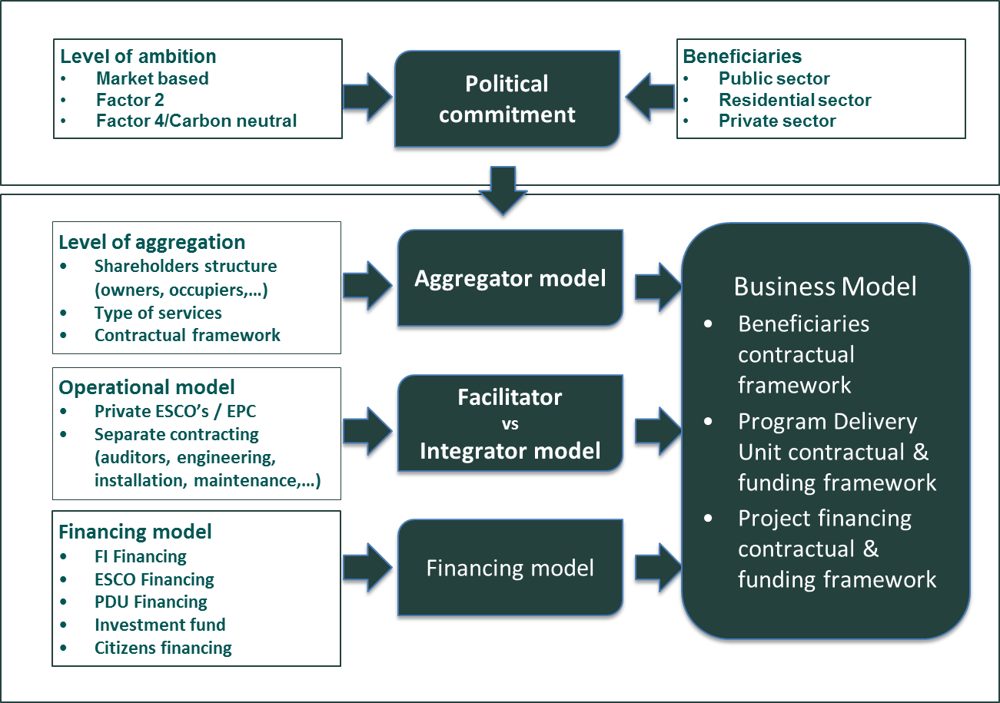 Level of ambition
• Market based
• Factor 2
• Factor 4/Carbon neutral
Political
commitment
Beneficiaries
• Public sector
• Residential sector
• Private sector
Level of aggregation
• Shareholders structure
(owners, occupiers,...)
• Type of services
• Contractual framework
Aggregator model
Operational model
• Private ESCO’s / EPC
• Separate contracting
(auditors, engineering,
installation, maintenance,...)
Facilitator
vs
Integrator model
Financing model
• FI Financing
• ESCO Financing
• PDU Financing
• Investment fund
• Citizens financing
Financing model
Business Model
• Beneficiaries
contractual
framework
• Program Delivery
Unit contractual &
funding framework
• Project financing
contractual &
funding framework